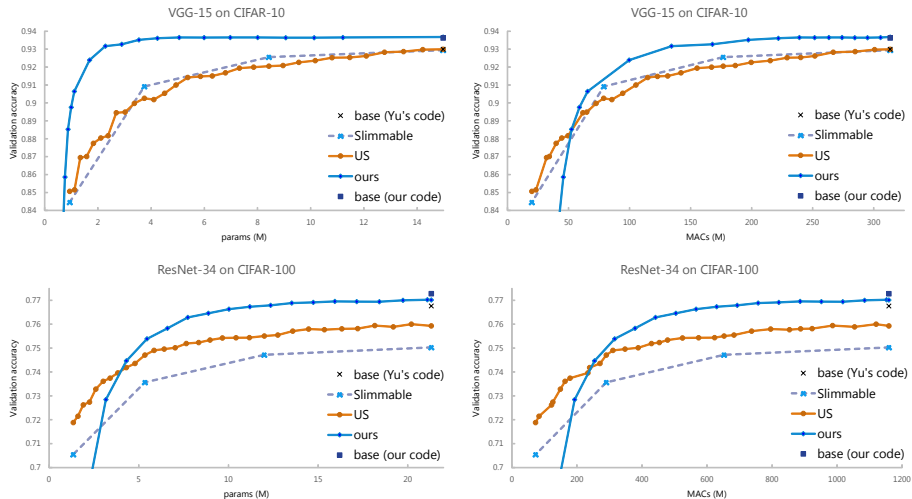 VGG-15 on CIFAR-10
Validation accuracy
0.94
0.93
0.92
0.91
0.9
0.89
0.88
0.87
0.86
0.85
0.84
0 2 4 6 8 10 12 14
params (M)
base (Yu's code)
Slimmable
US
ours
base (our code)
VGG-15 on CIFAR-10
Validation accuracy
0.94
0.93
0.92
0.91
0.9
0.89
0.88
0.87
0.86
0.85
0.84
0 50 100 150 200 250 300
MACs (M)
base (Yu's code)
Slimmable
US
ours
base (our code)
ResNet-34 on CIFAR-100
Validation accuracy
0.77
0.76
0.75
0.74
0.73
0.72
0.71
0.7
0 5 10 15 20
params (M)
base (Yu's code)
Slimmable
US
ours
base (our code)
ResNet-34 on CIFAR-100
Validation accuracy
0.77
0.76
0.75
0.74
0.73
0.72
0.71
0.7
0 200 400 600 800 1000 1200
MACs (M)
base (Yu's code)
Slimmable
US
ours
base (our code)